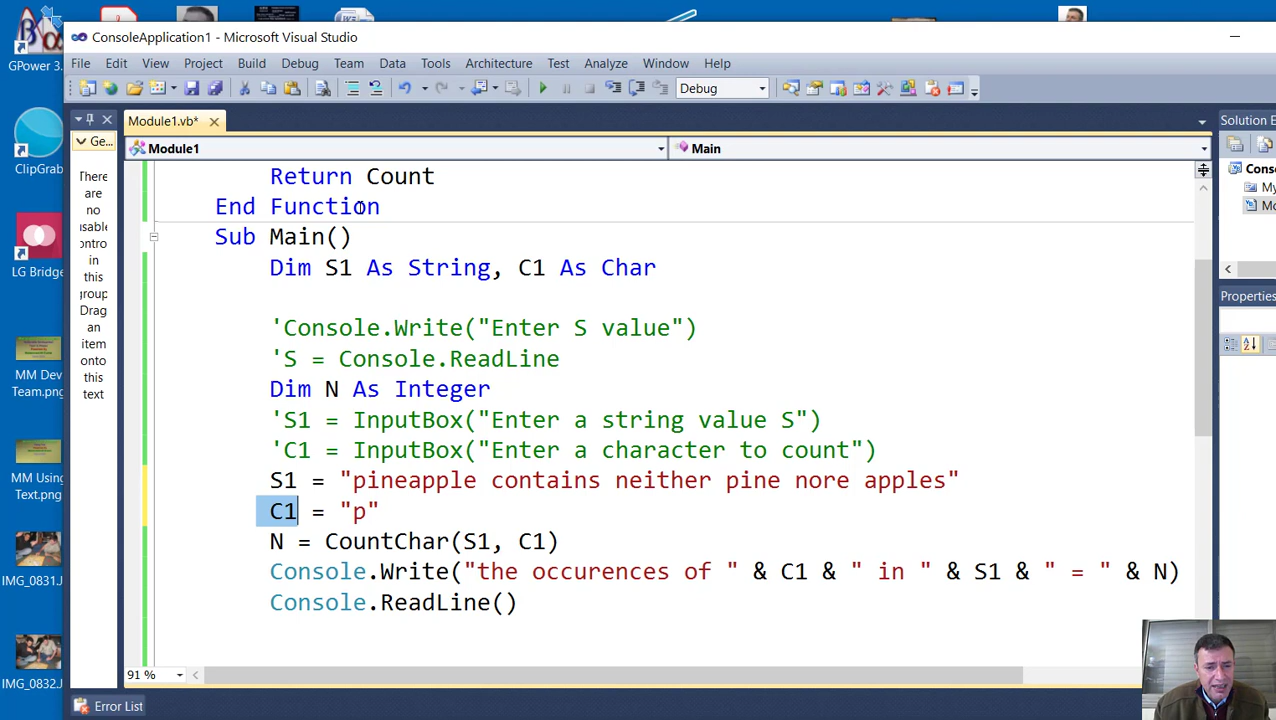 ConsoleApplication1 - Microsoft Visual Studio
GPower 3.
File Edit View Project Build Debug Team Data Tools Architecture Test Analyze Window Help
Debug
Module1.vb*
Solution E
Ge...
Module1 Main
ClipGrab
There are no usable controls in this group. Drag an item onto this text
Return Count
End Function
Sub Main()
Dim S1 As String, C1 As Char
'Console.Write("Enter S value")
'S = Console.ReadLine
Dim N As Integer
'S1 = InputBox("Enter a string value S")
'C1 = InputBox("Enter a character to count")
S1 = "pineapple contains neither pine nore apples"
C1 = "p"
N = CountChar(S1, C1)
Console.Write("the occurences of " & C1 & " in " & S1 & " = " & N)
Console.ReadLine()
Cons
My
Mo
Properties
LG Bridge
MM Dev Team.png
MM Using Text.png
IMG_0831.J
IMG_0832.J
91 %
Error List